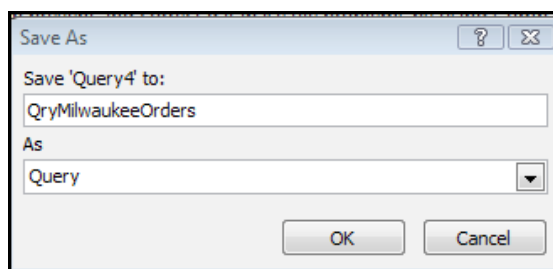 Save As
Save 'Query4' to:
QryMilwaukeeOrders
As
Query
OK Cancel